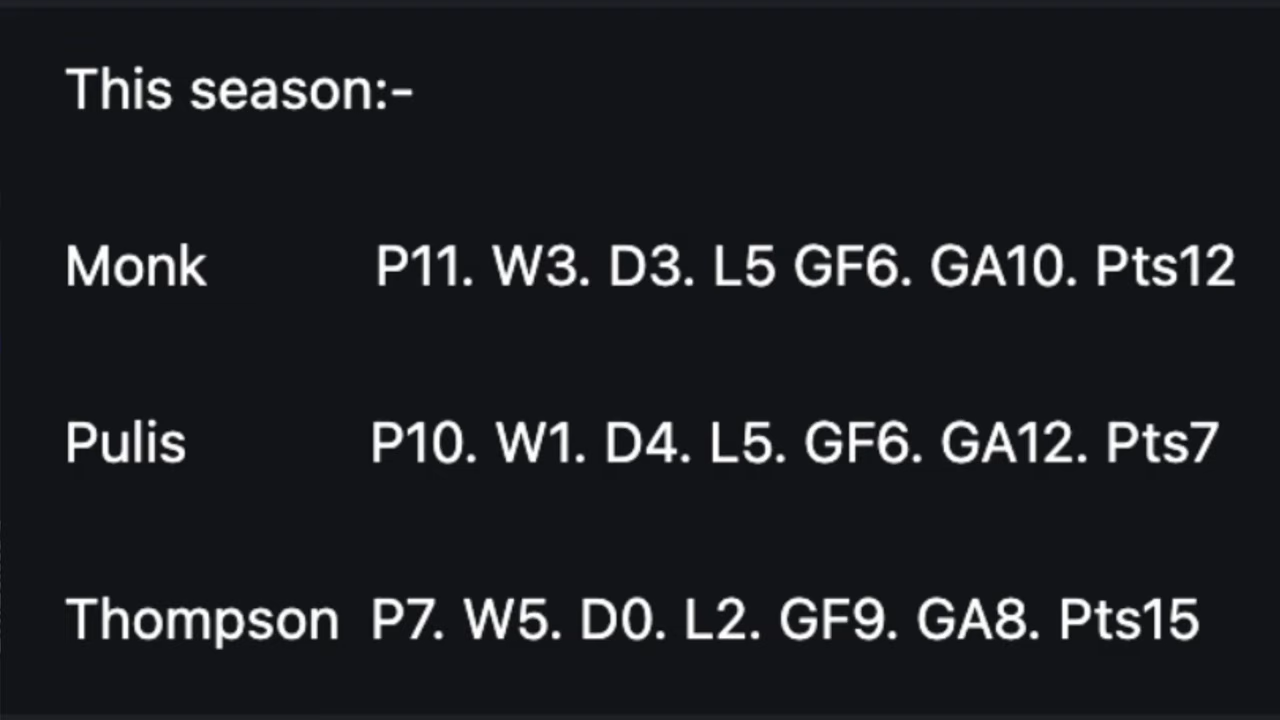 This season:-
Monk P11. W3. D3. L5 GF6. GA10. Pts12
Pulis P10. W1. D4. L5. GF6. GA12. Pts7
Thompson P7. W5. D0. L2. GF9. GA8. Pts15